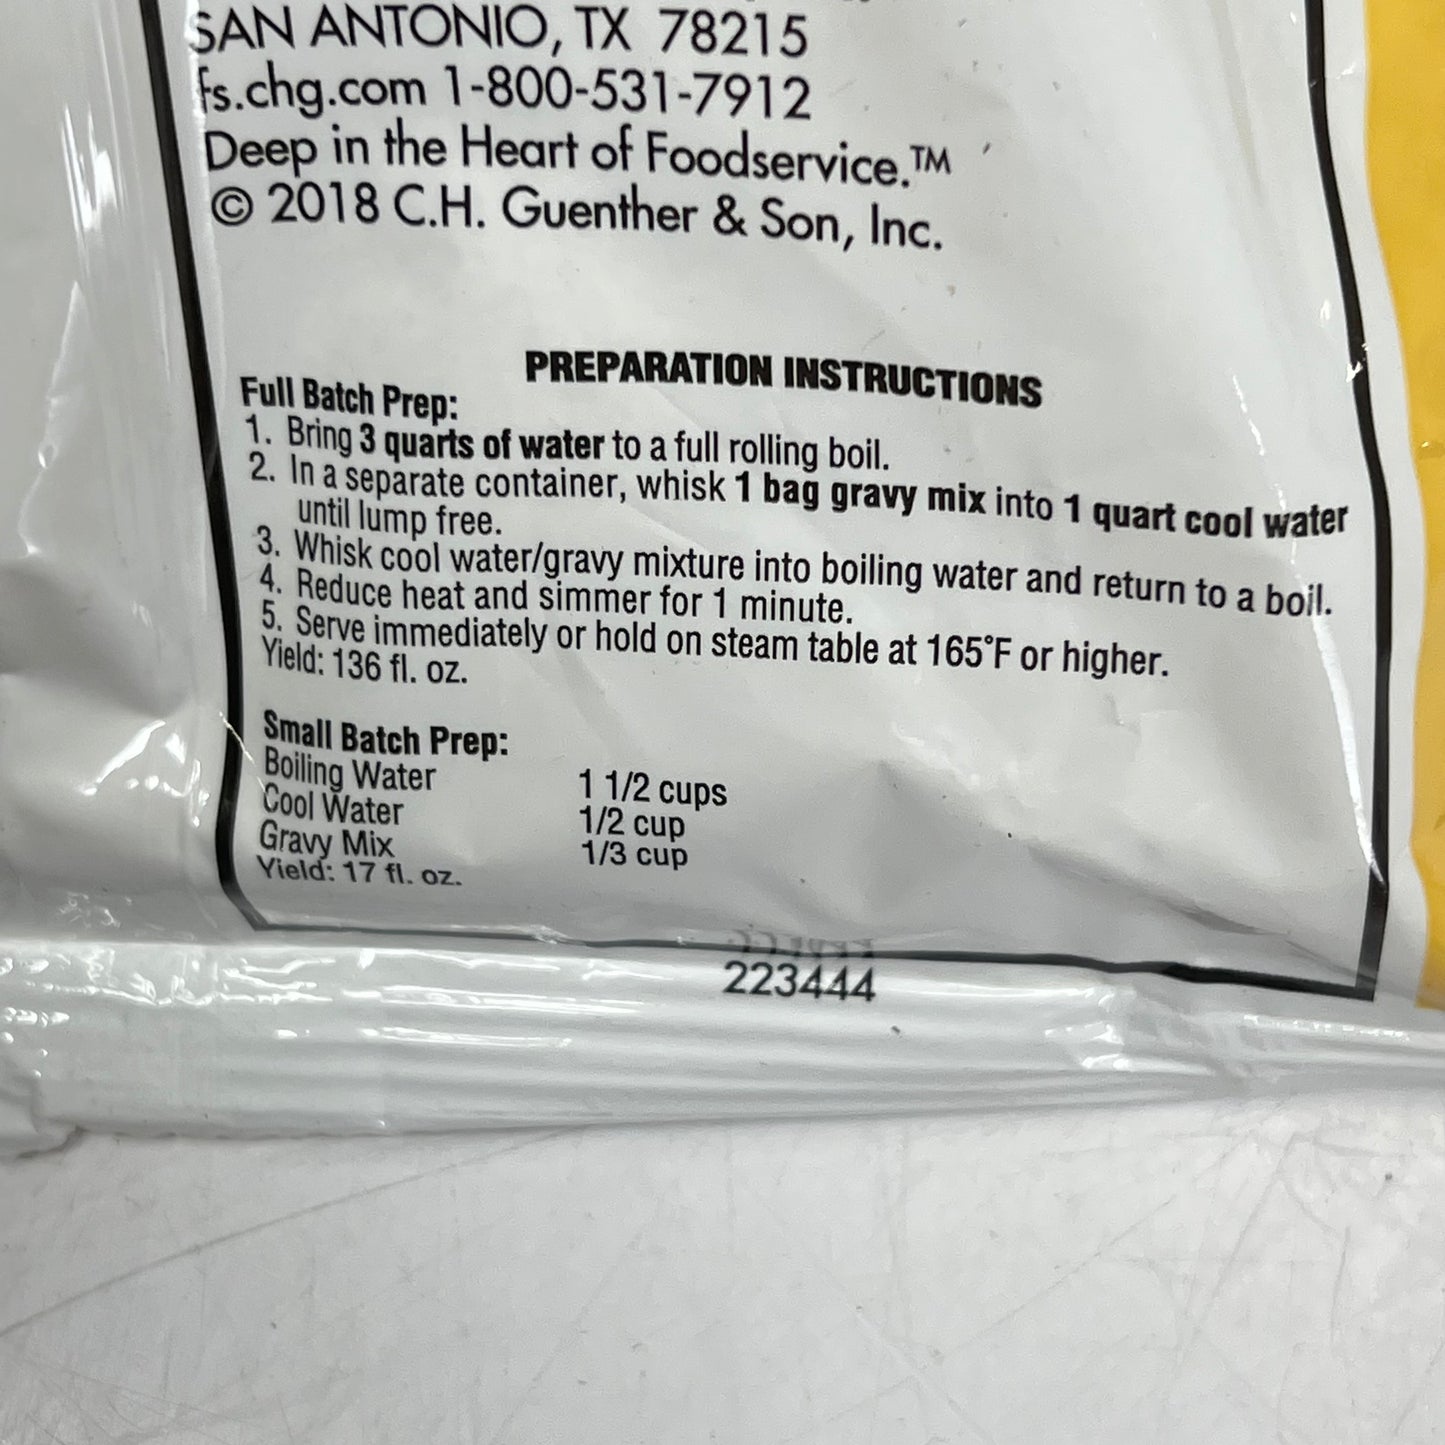 SAN ANTONIO, TX 78215
fs.chg.com 1-800-531-7912
Deep in the Heart of Foodservice.™
© 2018 C.H. Guenther & Son, Inc.
PREPARATION INSTRUCTIONS
Full Batch Prep:
1. Bring 3 quarts of water to a full rolling boil.
2. In a separate container, whisk 1 bag gravy mix into 1 quart cool water
until lump free.
3. Whisk cool water/gravy mixture into boiling water and return to a boil.
4. Reduce heat and simmer for 1 minute.
5. Serve immediately or hold on steam table at 165°F or higher.
Yield: 136 fl. oz.
Small Batch Prep:
Boiling Water 1 1/2 cups
Cool Water 1/2 cup
Gravy Mix 1/3 cup
Yield: 17 fl. oz.
223444